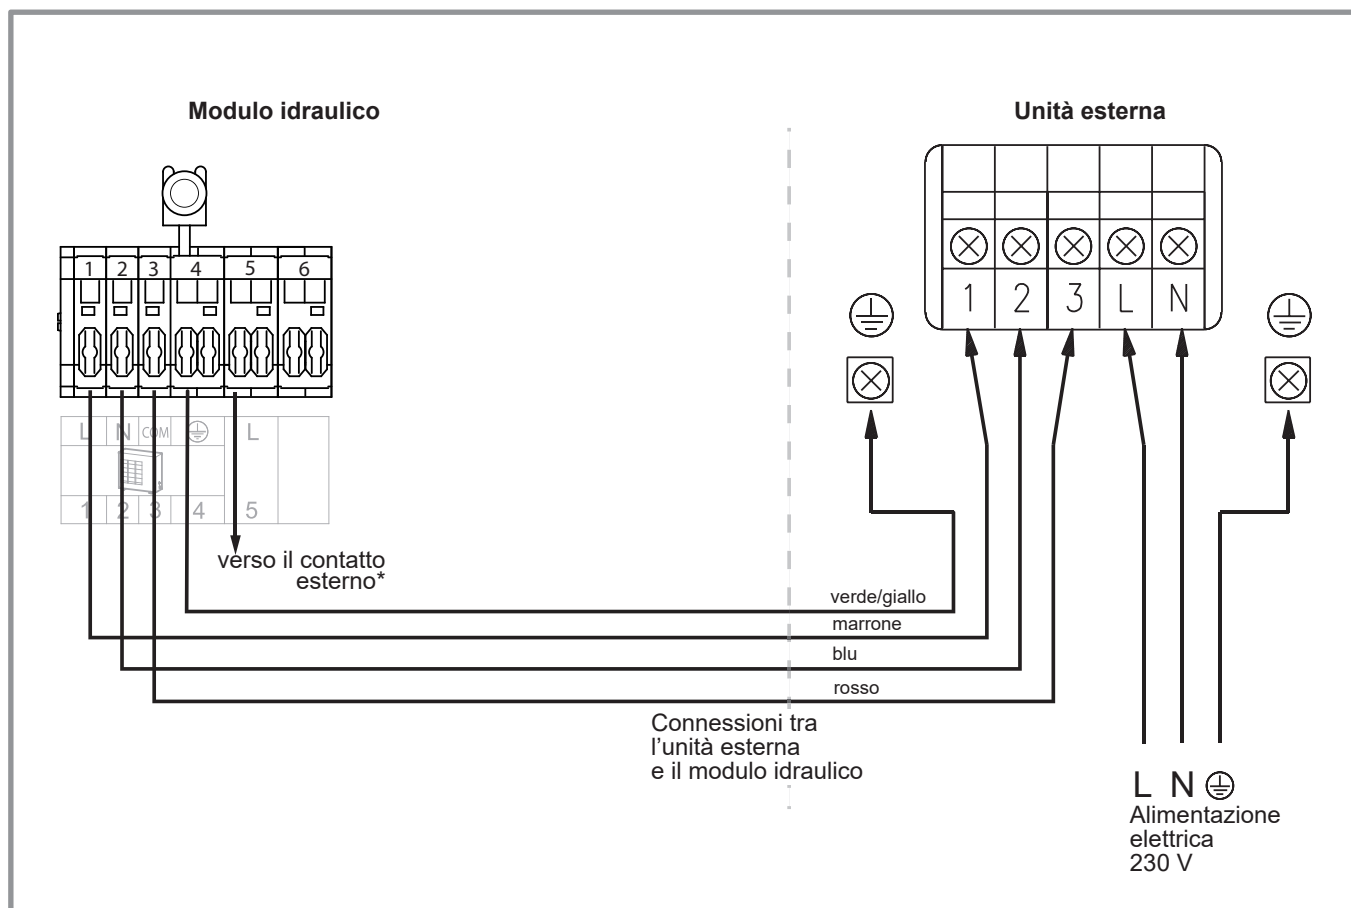 Modulo idraulico
Unità esterna
1 2 3 4 5 6
1 2 3 L N
L N COM L
1 2 3 4 5
verso il contatto
esterno*
verde/giallo
marrone
blu
rosso
Connessioni tra
l’unità esterna
e il modulo idraulico
L N
Alimentazione
elettrica
230 V